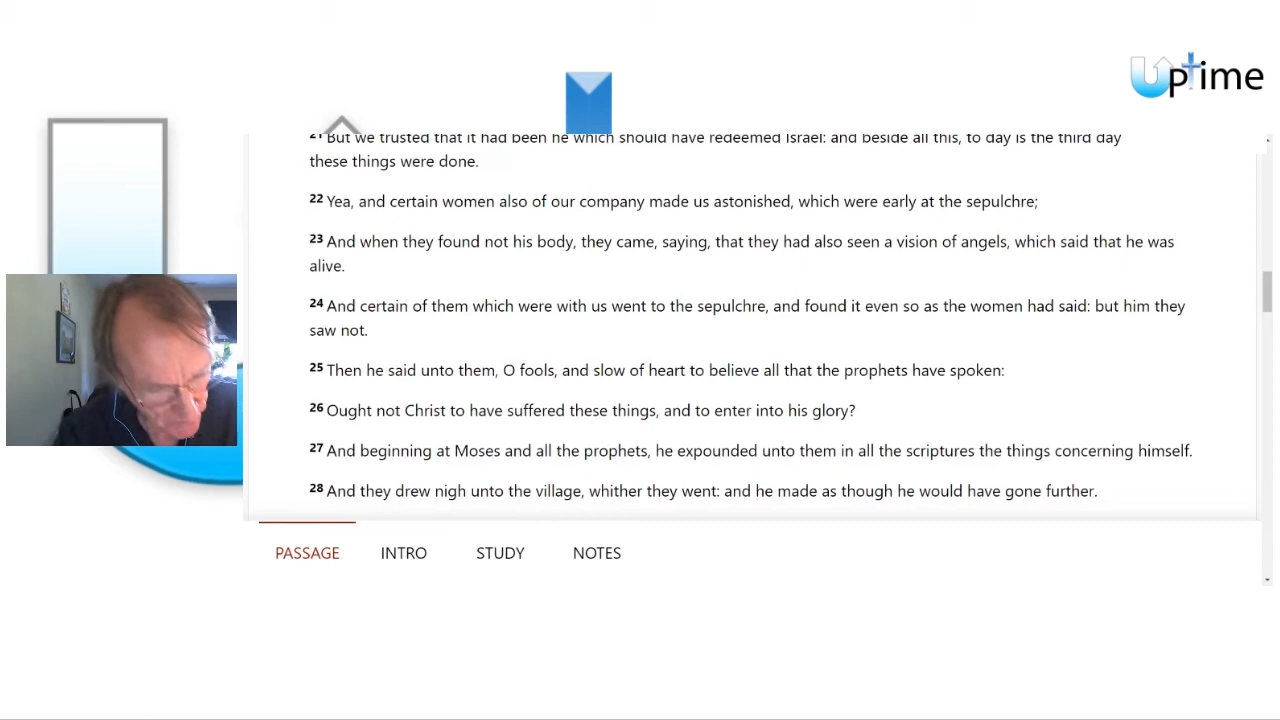 Uptime
21 But we trusted that it had been he which should have redeemed Israel: and beside all this, to day is the third day
these things were done.
22 Yea, and certain women also of our company made us astonished, which were early at the sepulchre;
23 And when they found not his body, they came, saying, that they had also seen a vision of angels, which said that he was
alive.
24 And certain of them which were with us went to the sepulchre, and found it even so as the women had said: but him they
saw not.
25 Then he said unto them, O fools, and slow of heart to believe all that the prophets have spoken:
26 Ought not Christ to have suffered these things, and to enter into his glory?
27 And beginning at Moses and all the prophets, he expounded unto them in all the scriptures the things concerning himself.
28 And they drew nigh unto the village, whither they went: and he made as though he would have gone further.
PASSAGE INTRO STUDY NOTES